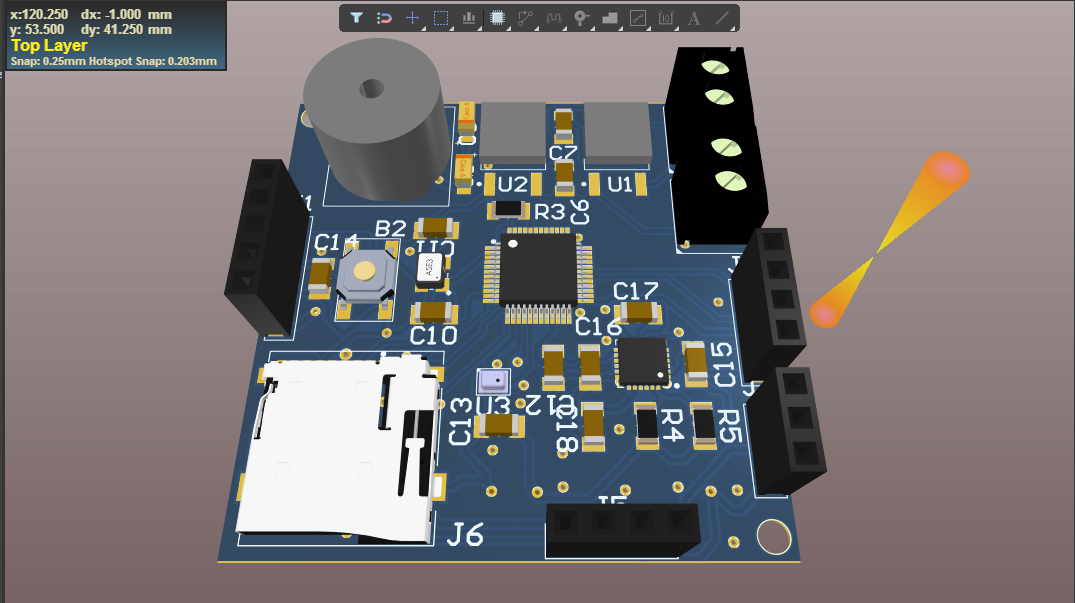 x:120.250 dx: -1.000 mm
y: 53.500 dy: 41.250 mm
Top Layer
Snap: 0.25mm Hotspot Snap: 0.203mm
A
C7
U2
U1
R3
C6
B2
C14
ASE3
C10
C17
C16
C15
U3
C12
C13
C18
R4
R5
J6